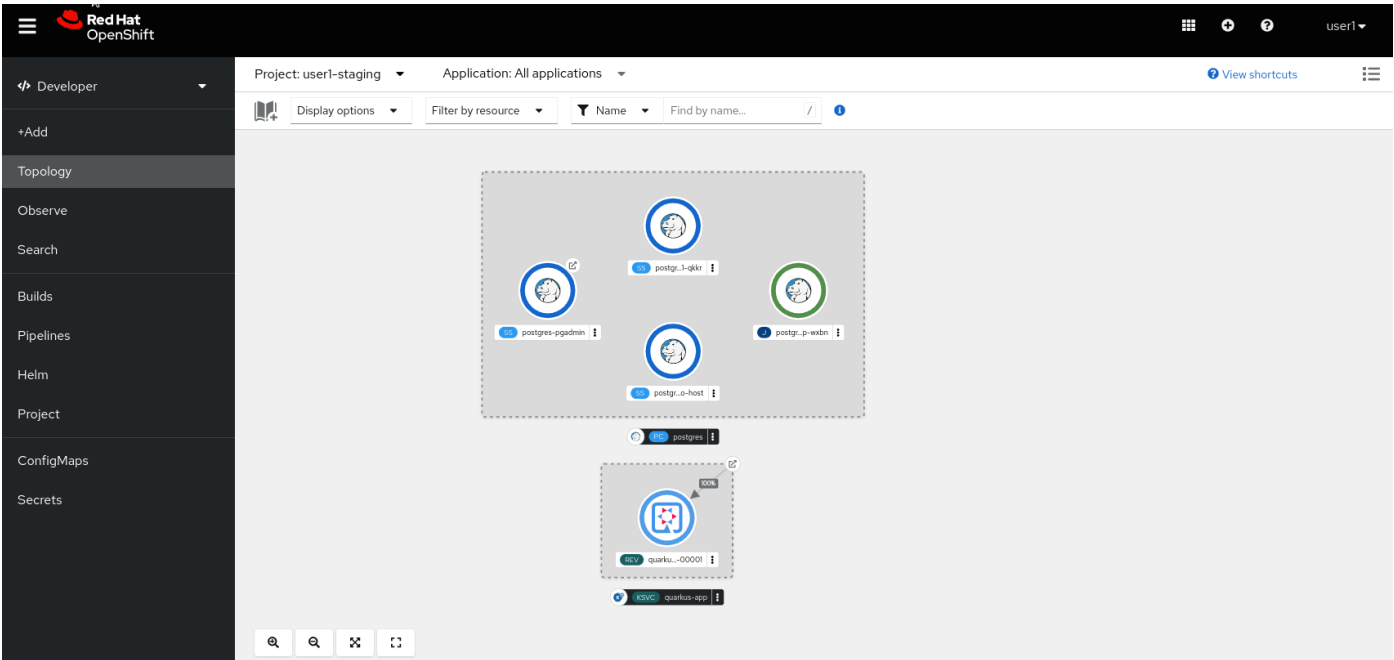 Red Hat
OpenShift
user1
Developer
+Add
Topology
Observe
Search
Builds
Pipelines
Helm
Project
ConfigMaps
Secrets
Project: user1-staging
Application: All applications
View shortcuts
Display options
Filter by resource
Name
Find by name...
/
SS postgr...1-qkkr
SS postgres-pgadmin
J postgr...p-wxbn
SS postgr...o-host
PC postgres
100%
REV quarku...-00001
KSVC quarkus-app